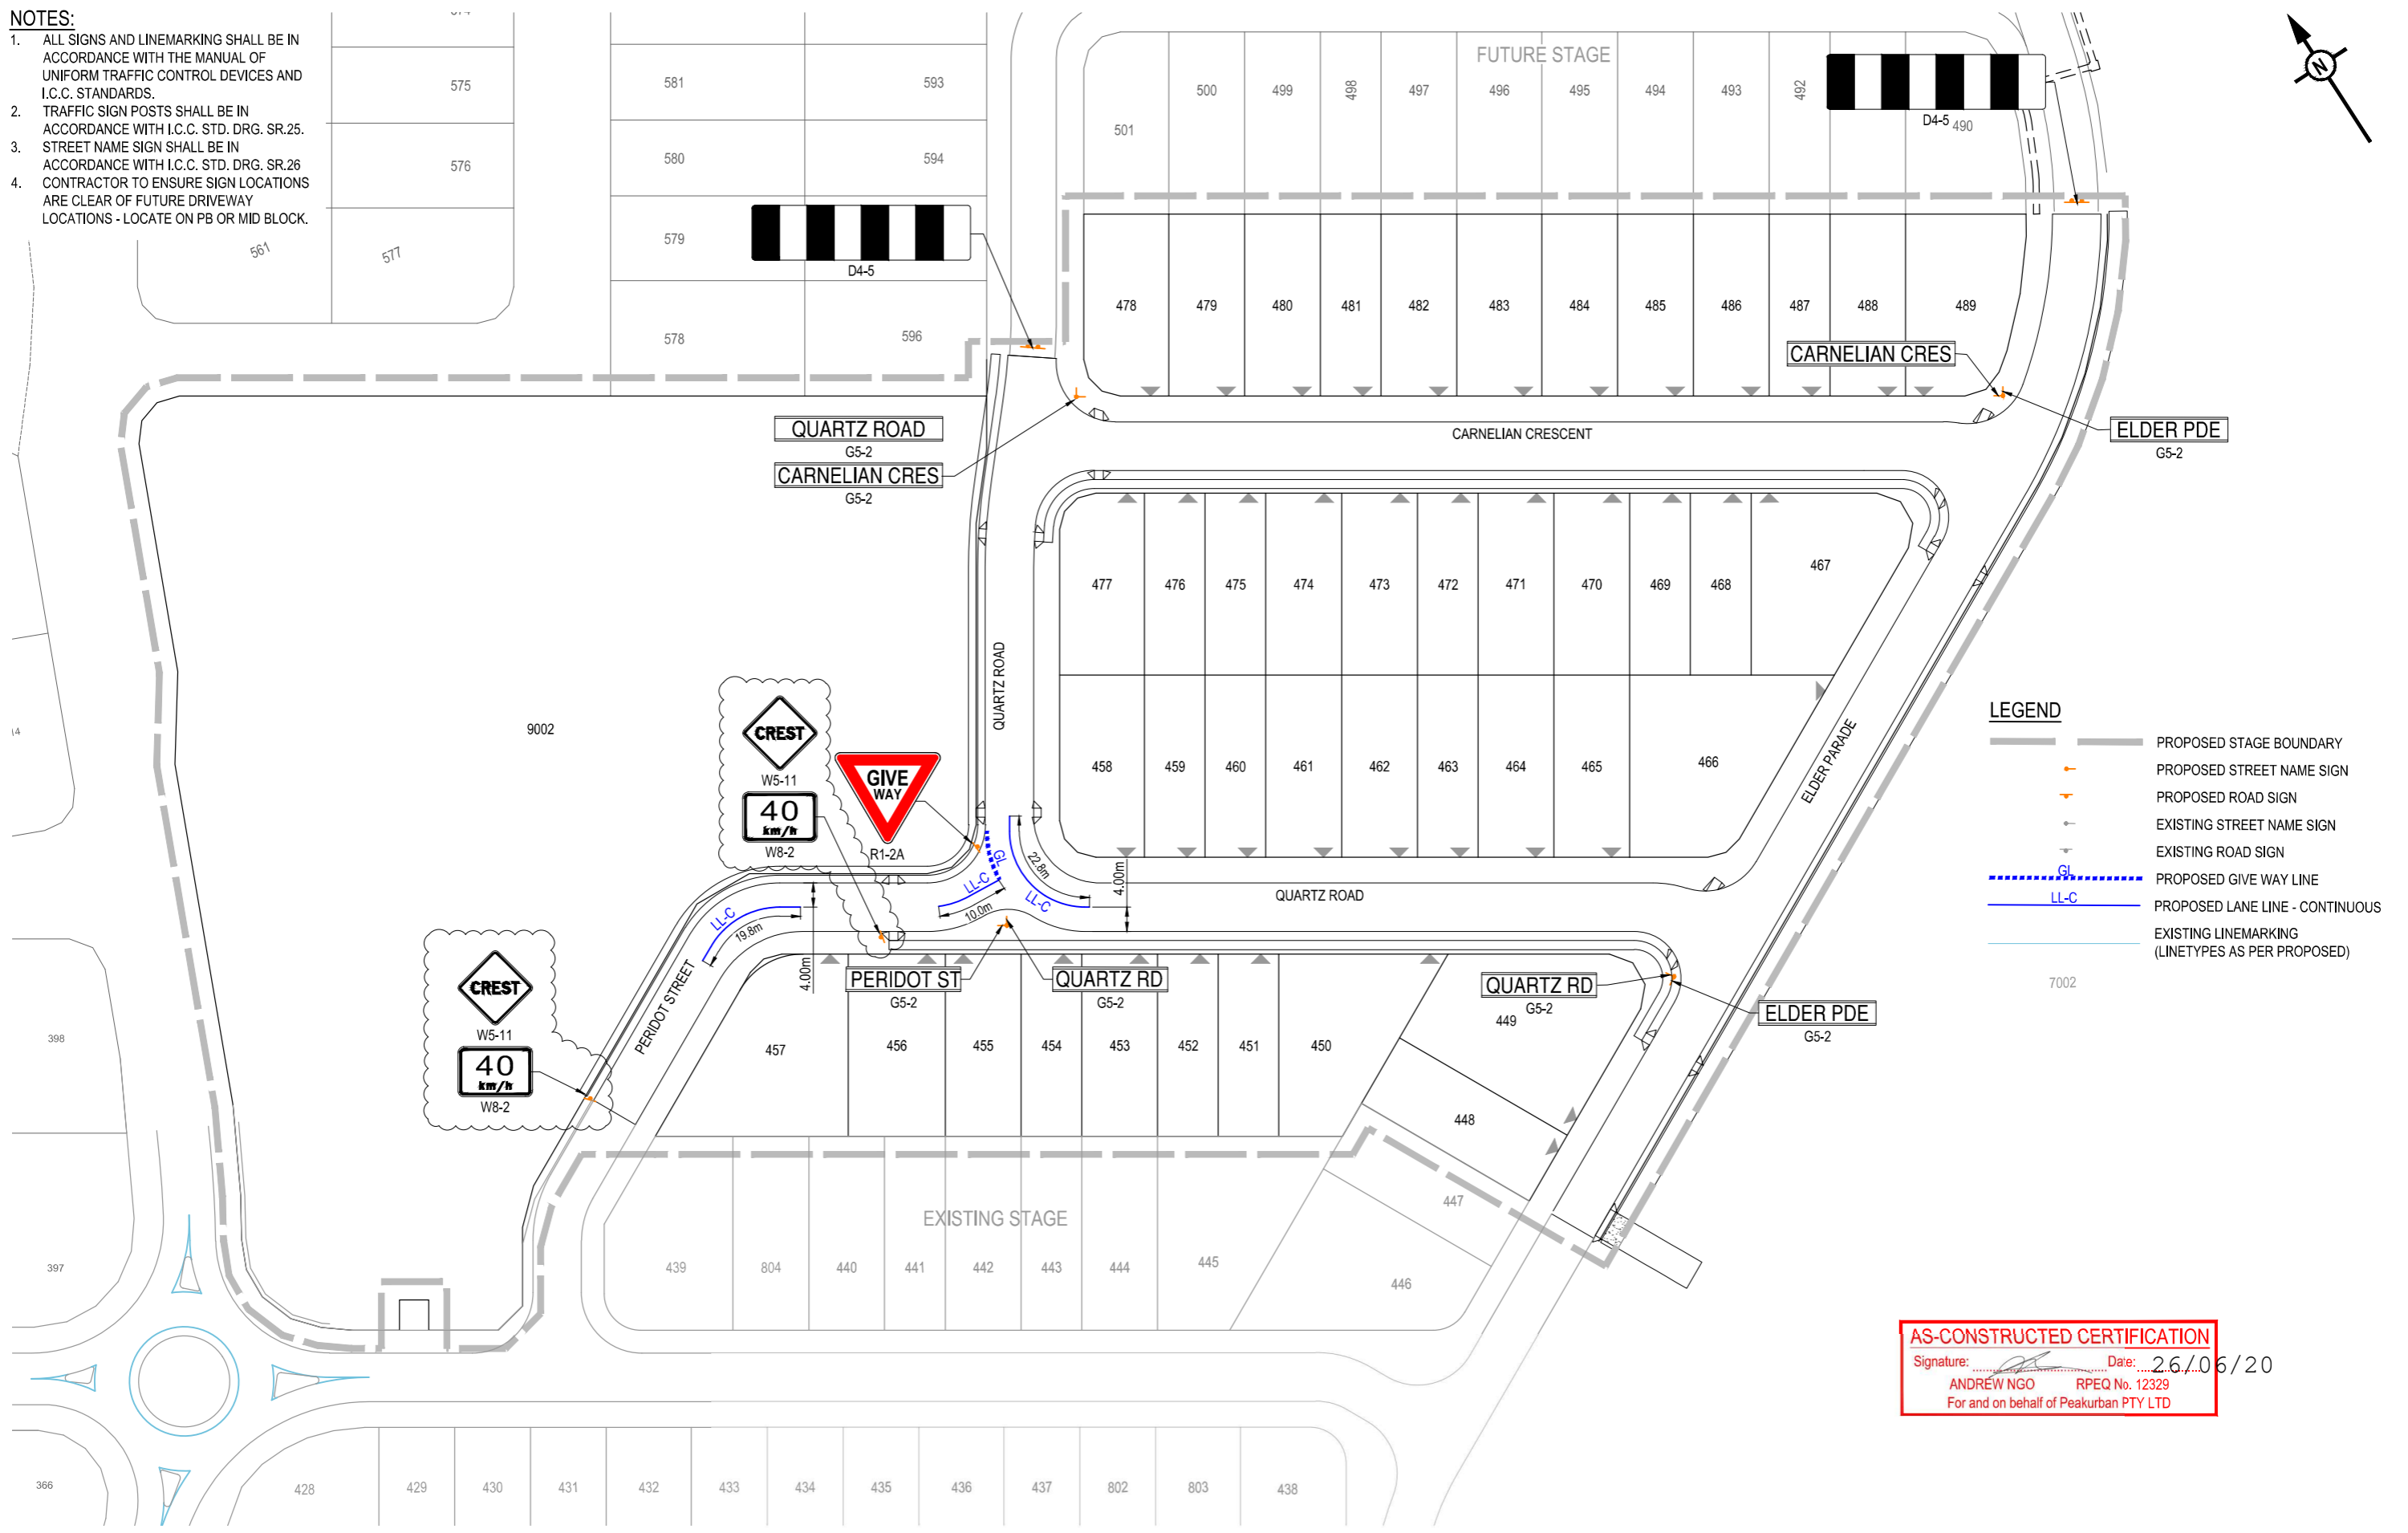 NOTES:
1. ALL SIGNS AND LINEMARKING SHALL BE IN
ACCORDANCE WITH THE MANUAL OF
UNIFORM TRAFFIC CONTROL DEVICES AND
I.C.C. STANDARDS.
2. TRAFFIC SIGN POSTS SHALL BE IN
ACCORDANCE WITH I.C.C. STD. DRG. SR.25.
3. STREET NAME SIGN SHALL BE IN
ACCORDANCE WITH I.C.C. STD. DRG. SR.26
4. CONTRACTOR TO ENSURE SIGN LOCATIONS
ARE CLEAR OF FUTURE DRIVEWAY
LOCATIONS - LOCATE ON PB OR MID BLOCK.
575
576
561
577
581
593
580
594
579
578
596
D4-5
FUTURE STAGE
501
500
499
498
497
496
495
494
493
492
490
D4-5
N
478
479
480
481
482
483
484
485
486
487
488
489
CARNELIAN CRES
ELDER PDE
G5-2
QUARTZ ROAD
G5-2
CARNELIAN CRES
G5-2
CARNELIAN CRESCENT
477
476
475
474
473
472
471
470
469
468
467
QUARTZ ROAD
9002
458
459
460
461
462
463
464
465
466
ELDER PARADE
CREST
W5-11
40
km/h
W8-2
GIVE
WAY
R1-2A
GL
LL-C
10.0m
22.8m
LL-C
4.00m
QUARTZ ROAD
LL-C
19.8m
4.00m
PERIDOT STREET
PERIDOT ST
G5-2
QUARTZ RD
G5-2
QUARTZ RD
G5-2
ELDER PDE
G5-2
CREST
W5-11
40
km/h
W8-2
457
456
455
454
453
452
451
450
449
448
447
446
EXISTING STAGE
439
804
440
441
442
443
444
445
398
397
366
428
429
430
431
432
433
434
435
436
437
802
803
438
LEGEND
PROPOSED STAGE BOUNDARY
PROPOSED STREET NAME SIGN
PROPOSED ROAD SIGN
EXISTING STREET NAME SIGN
EXISTING ROAD SIGN
GL PROPOSED GIVE WAY LINE
LL-C PROPOSED LANE LINE - CONTINUOUS
EXISTING LINEMARKING
(LINETYPES AS PER PROPOSED)
7002
AS-CONSTRUCTED CERTIFICATION
Signature: Date: 26/06/20
ANDREW NGO RPEQ No. 12329
For and on behalf of Peakurban PTY LTD